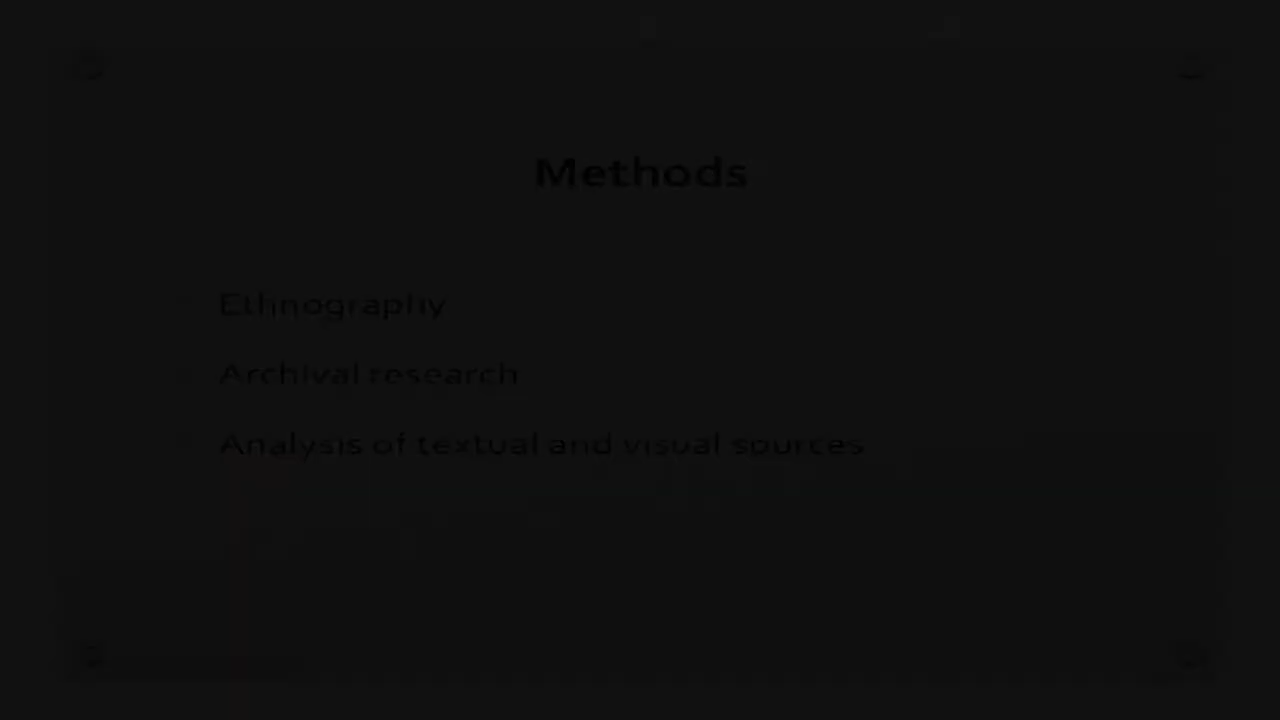 Methods
Ethnography
Archival research
Analysis of textual and visual sources